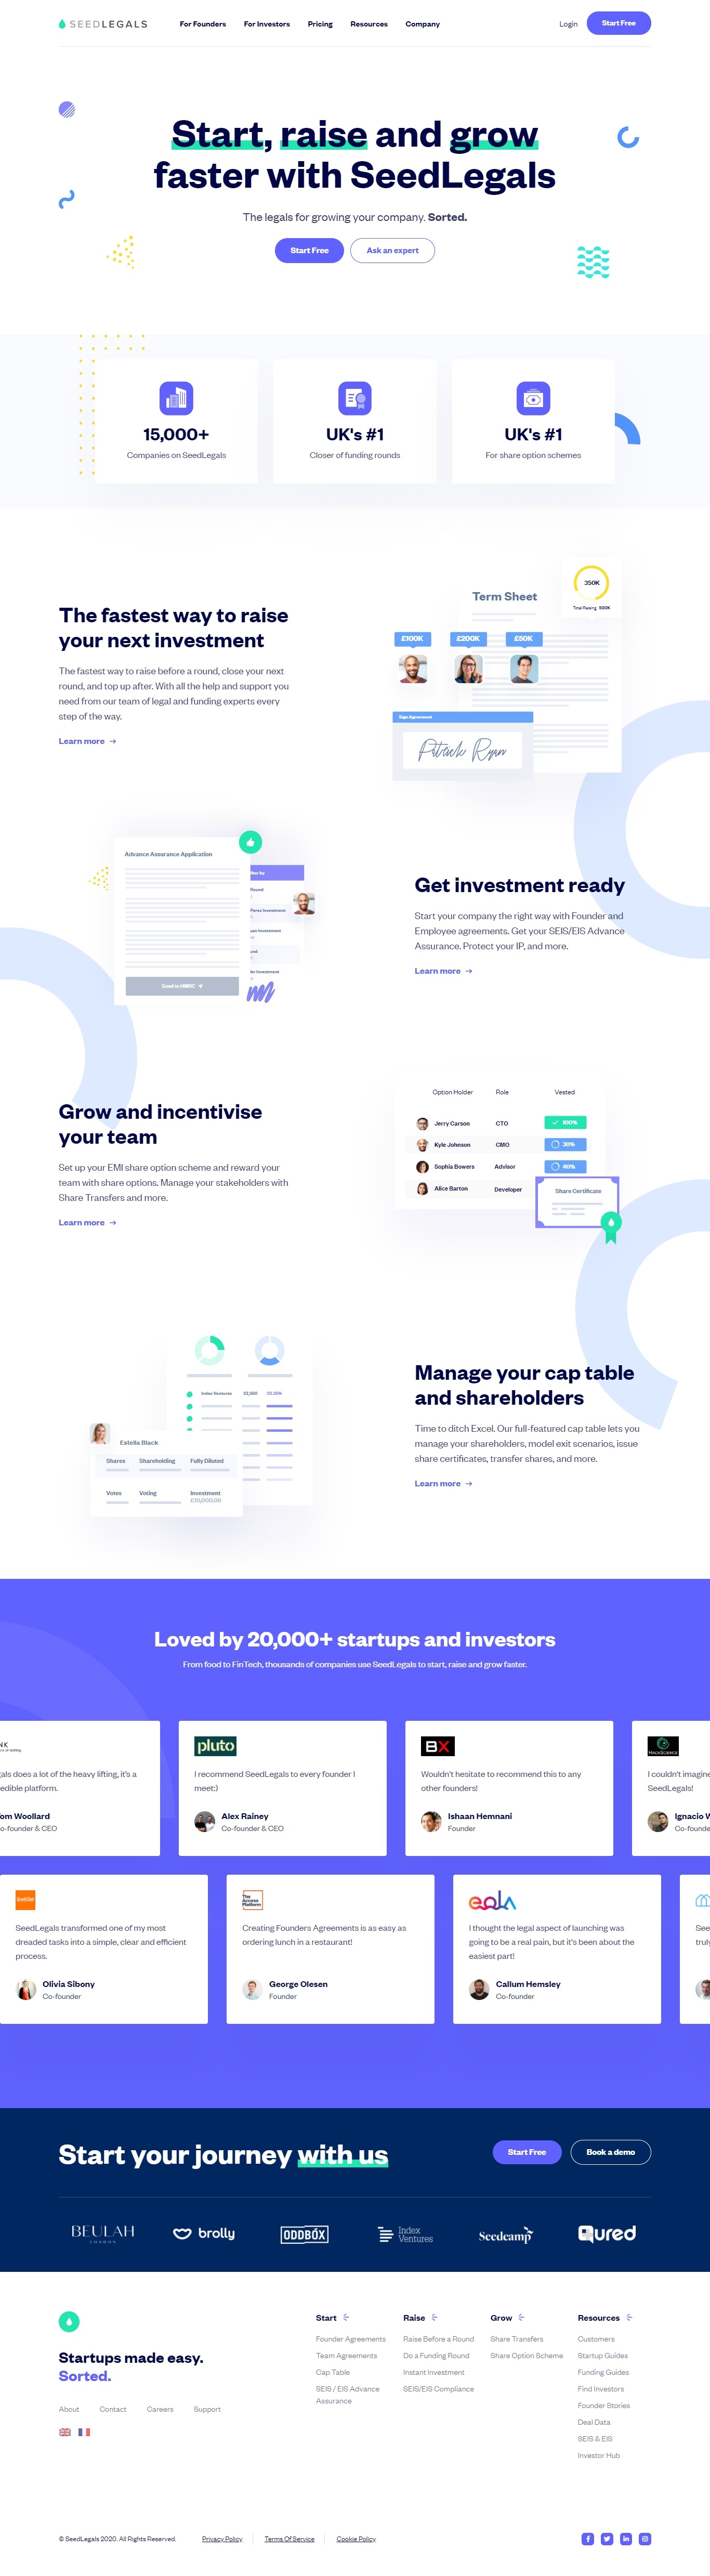 SEEDLEGALS
For Founders For Investors Pricing Resources Company
Login Start Free
Start, raise and grow
faster with SeedLegals
The legals for growing your company. Sorted.
Start Free Ask an expert
15,000+
Companies on SeedLegals
UK's #1
Closer of funding rounds
UK's #1
For share option schemes
The fastest way to raise
your next investment
The fastest way to raise before a round, close your next
round, and top up after. With all the help and support you
need from our team of legal and funding experts every
step of the way.
Learn more
Term Sheet
350K
Total Raising
£100K £200K £50K
Sign Agreement
Patrick Ryan
Advance Assurance Application
Send to HMRC
Get investment ready
Start your company the right way with Founder and
Employee agreements. Get your SEIS/EIS Advance
Assurance. Protect your IP, and more.
Learn more
Grow and incentivise
your team
Set up your EMI share option scheme and reward your
team with share options. Manage your stakeholders with
Share Transfers and more.
Learn more
Option Holder Role Vested
Jerry Carson CTO 100%
Kyle Johnson CMO 30%
Sophia Bowers Advisor 40%
Alice Barton Developer
Share Certificate
Index Ventures
Estella Black
Shares Shareholding Fully Diluted
Votes Voting Investment
Manage your cap table
and shareholders
Time to ditch Excel. Our full-featured cap table lets you
manage your shareholders, model exit scenarios, issue
share certificates, transfer shares, and more.
Learn more
Loved by 20,000+ startups and investors
From food to FinTech, thousands of companies use SeedLegals to start, raise and grow faster.
NK
gals does a lot of the heavy lifting, it's a
edible platform.
om Woollard
o-founder & CEO
pluto
I recommend SeedLegals to every founder I
meet:)
Alex Rainey
Co-founder & CEO
BX
Wouldn't hesitate to recommend this to any
other founders!
Ishaan Hemnani
Founder
HACKSCIENCE
I couldn't imagine
SeedLegals!
Ignacio W
Co-founde
SeedLegals transformed one of my most
dreaded tasks into a simple, clear and efficient
process.
Olivia Sibony
Co-founder
The
Access
Platform
Creating Founders Agreements is as easy as
ordering lunch in a restaurant!
George Olesen
Founder
eola
I thought the legal aspect of launching was
going to be a real pain, but it's been about the
easiest part!
Callum Hemsley
Co-founder
See
truly
Start your journey with us
Start Free Book a demo
BEULAH
LONDON
brolly
ODDBOX
Index
Ventures
Seedcamp
Qured
Startups made easy.
Sorted.
About Contact Careers Support
Start
Founder Agreements
Team Agreements
Cap Table
SEIS / EIS Advance
Assurance
Raise
Raise Before a Round
Do a Funding Round
Instant Investment
SEIS/EIS Compliance
Grow
Share Transfers
Share Option Scheme
Resources
Customers
Startup Guides
Funding Guides
Find Investors
Founder Stories
Deal Data
SEIS & EIS
Investor Hub
© SeedLegals 2020. All Rights Reserved. Privacy Policy Terms Of Service Cookie Policy